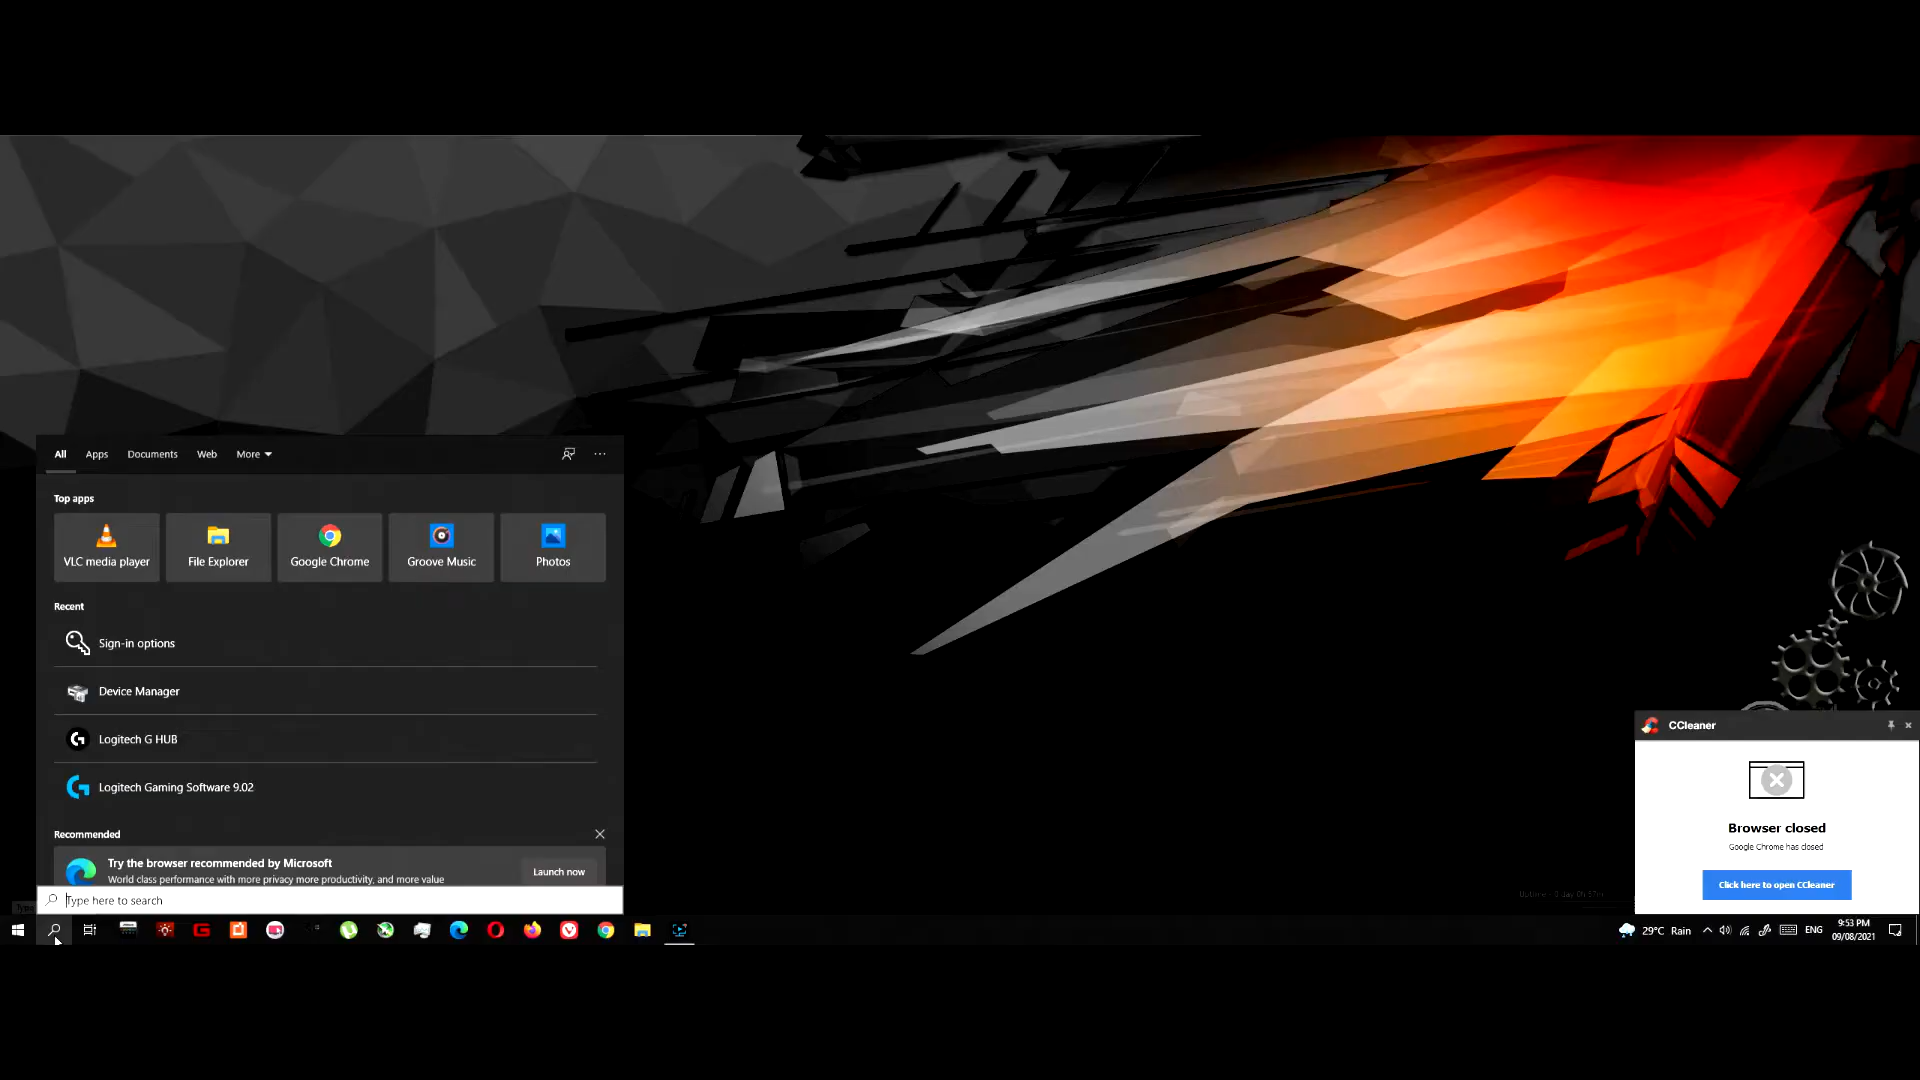 All Apps Documents Web More
Top apps
VLC media player File Explorer Google Chrome Groove Music Photos
Recent
Sign-in options
Device Manager
Logitech G HUB
Logitech Gaming Software 9.02
Recommended
Try the browser recommended by Microsoft
World class performance with more privacy more productivity, and more value
Launch now
Type here to search
CCleaner
Browser closed
Google Chrome has closed
Click here to open CCleaner
29°C Rain
ENG
9:53 PM
09/08/2021